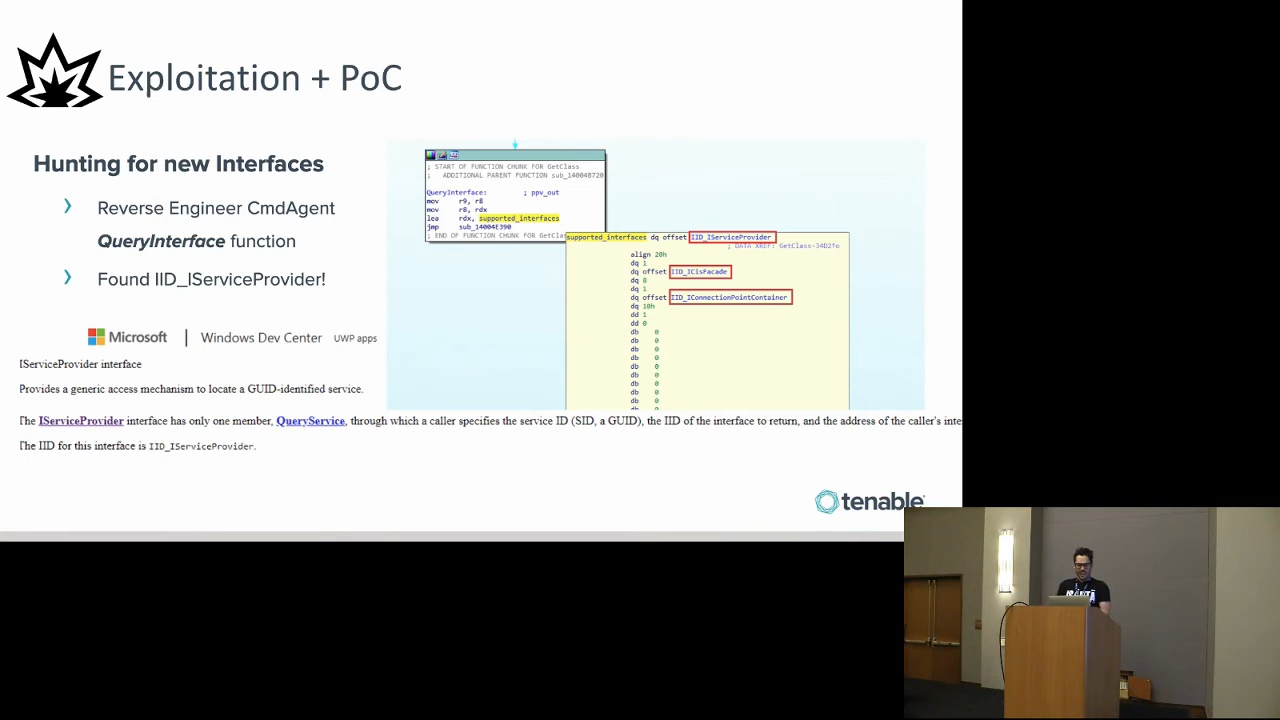 Exploitation + PoC
Hunting for new Interfaces
› Reverse Engineer CmdAgent
QueryInterface function
› Found IID_IServiceProvider!
Microsoft | Windows Dev Center UWP apps
IServiceProvider interface
Provides a generic access mechanism to locate a GUID-identified service.
The IServiceProvider interface has only one member, QueryService, through which a caller specifies the service ID (SID, a GUID), the IID of the interface to return, and the address of the caller's inte
The IID for this interface is IID_IServiceProvider.
; START OF FUNCTION CHUNK FOR GetClass
; ADDITIONAL PARENT FUNCTION sub_140048720
QueryInterface: ; ppv_out
mov r9, r8
mov r8, rdx
lea rdx, supported_interfaces
jmp sub_14004E390
; END OF FUNCTION CHUNK FOR GetClas
supported_interfaces dq offset IID_IServiceProvider
; DATA XREF: GetClass-34D2↑o
align 20h
dq 1
dq offset IID_ICisFacade
dq 8
dq 1
dq offset IID_IConnectionPointContainer
dq 10h
dd 1
dd 0
db 0
db 0
db 0
db 0
db 0
db 0
db 0
db 0
db 0
db 0
tenable